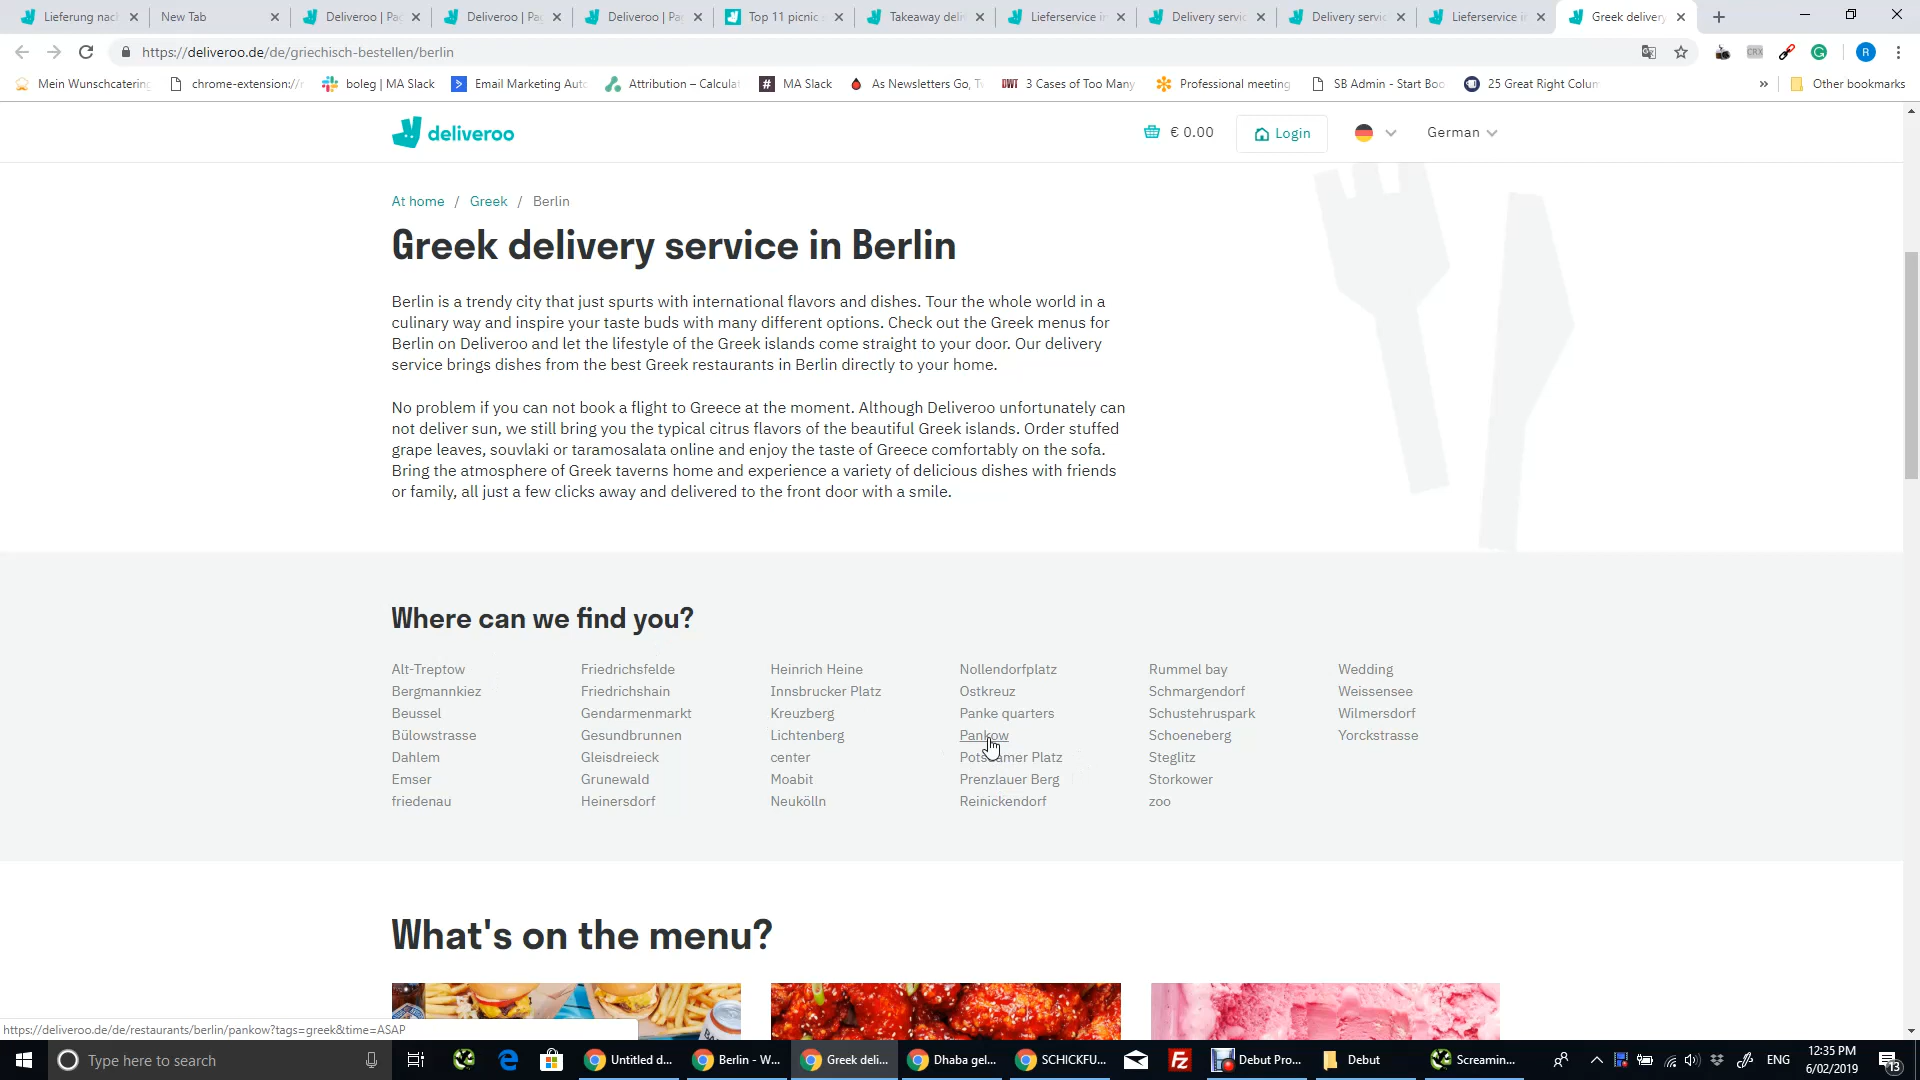 Lieferung nach
New Tab
Deliveroo | Pa
Deliveroo | Pa
Deliveroo | Pa
Top 11 picnic
Takeaway deli
Lieferservice in
Delivery servic
Delivery servic
Lieferservice in
Greek delivery
https://deliveroo.de/de/griechisch-bestellen/berlin
Mein Wunschcatering
chrome-extension://
boleg | MA Slack
Email Marketing Aut
Attribution – Calcula
MA Slack
As Newsletters Go,
DWT 3 Cases of Too Many
Professional meeting
SB Admin - Start Boo
25 Great Right Colum
» Other bookmarks
deliveroo
€ 0.00
Login
German
At home / Greek / Berlin
Greek delivery service in Berlin
Berlin is a trendy city that just spurts with international flavors and dishes. Tour the whole world in a
culinary way and inspire your taste buds with many different options. Check out the Greek menus for
Berlin on Deliveroo and let the lifestyle of the Greek islands come straight to your door. Our delivery
service brings dishes from the best Greek restaurants in Berlin directly to your home.
No problem if you can not book a flight to Greece at the moment. Although Deliveroo unfortunately can
not deliver sun, we still bring you the typical citrus flavors of the beautiful Greek islands. Order stuffed
grape leaves, souvlaki or taramosalata online and enjoy the taste of Greece comfortably on the sofa.
Bring the atmosphere of Greek taverns home and experience a variety of delicious dishes with friends
or family, all just a few clicks away and delivered to the front door with a smile.
Where can we find you?
Alt-Treptow Friedrichsfelde Heinrich Heine Nollendorfplatz Rummel bay Wedding
Bergmannkiez Friedrichshain Innsbrucker Platz Ostkreuz Schmargendorf Weissensee
Beussel Gendarmenmarkt Kreuzberg Panke quarters Schustehruspark Wilmersdorf
Bülowstrasse Gesundbrunnen Lichtenberg Pankow Schoeneberg Yorckstrasse
Dahlem Gleisdreieck center Potsdamer Platz Steglitz
Emser Grunewald Moabit Prenzlauer Berg Storkower
friedenau Heinersdorf Neukölln Reinickendorf zoo
What's on the menu?
https://deliveroo.de/de/restaurants/berlin/pankow?tags=greek&time=ASAP
Type here to search
Untitled d...
Berlin - W...
Greek deli...
Dhaba gel...
SCHICKFU...
Debut Pro...
Debut
Screamin...
ENG
12:35 PM
6/02/2019
13